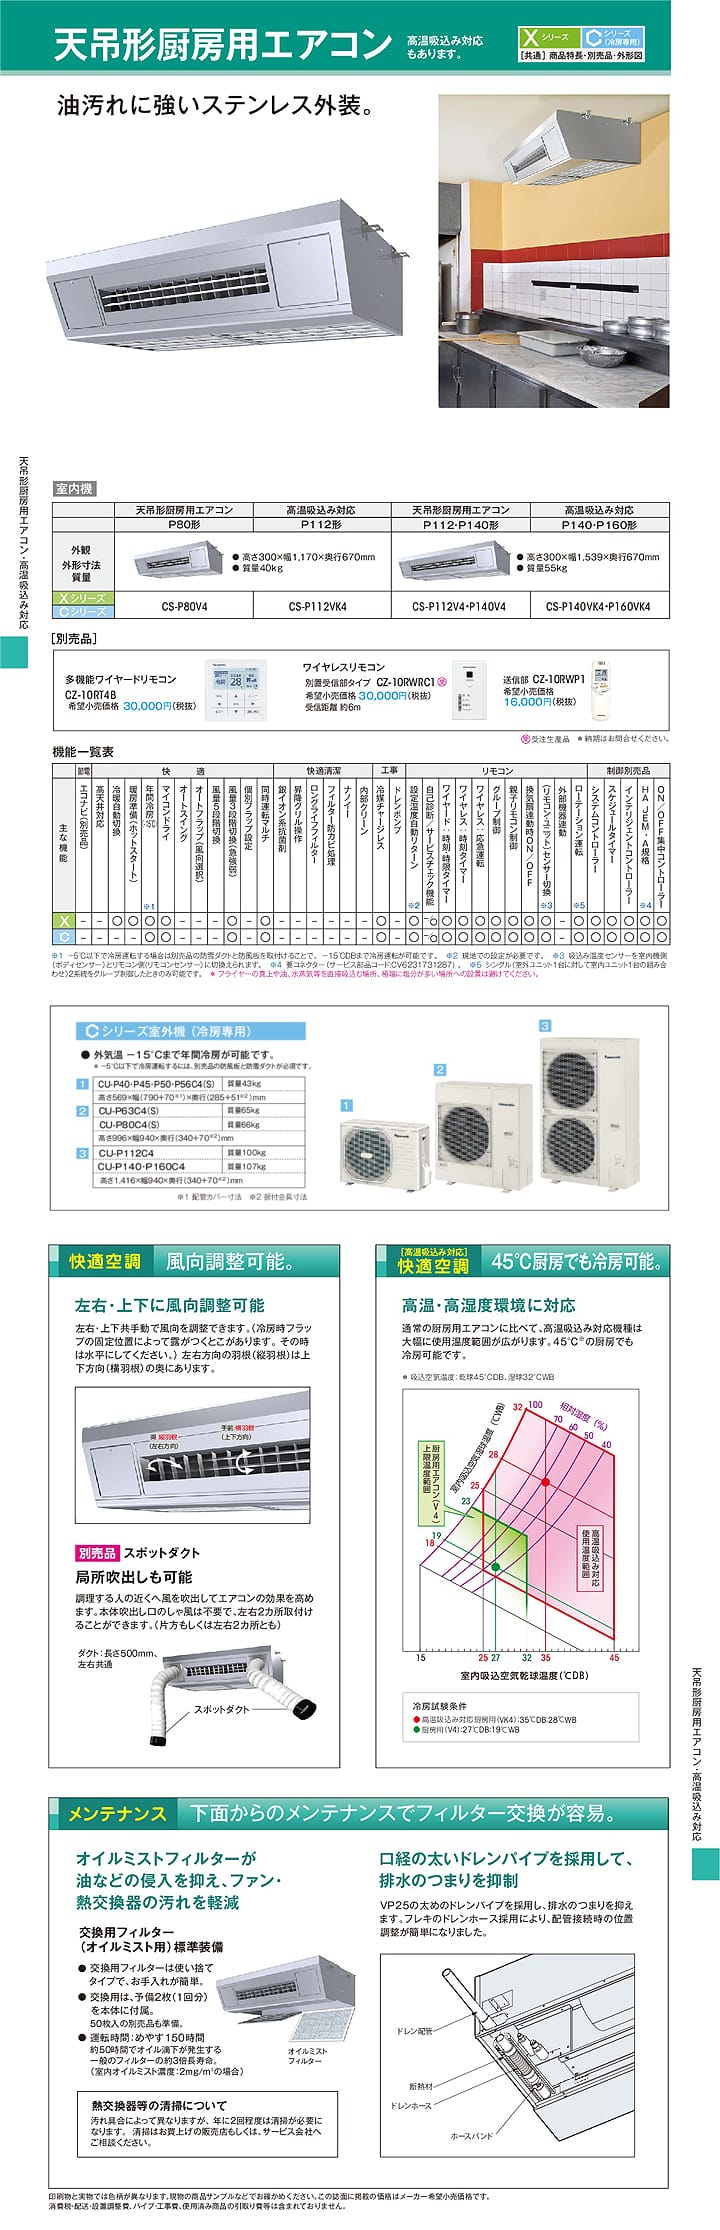 天吊形厨房用エアコン 高温吸込み対応
もあります。
Xシリーズ
Cシリーズ
(冷房専用)
[共通] 商品特長・別売品・外形図
油汚れに強いステンレス外装。
天吊形厨房用エアコン・高温吸込み対応
室内機
天吊形厨房用エアコン 高温吸込み対応 天吊形厨房用エアコン 高温吸込み対応
P80形 P112形 P112・P140形 P140・P160形
外観
外形寸法
質量
● 高さ300×幅1,170×奥行670mm
● 質量40kg
● 高さ300×幅1,539×奥行670mm
● 質量55kg
Xシリーズ
Cシリーズ
CS-P80V4 CS-P112VK4 CS-P112V4・P140V4 CS-P140VK4・P160VK4
[別売品]
多機能ワイヤードリモコン
CZ-10RT4B
希望小売価格 30,000円(税抜)
ワイヤレスリモコン
別置受信部タイプ CZ-10RWRC1 受
希望小売価格 30,000円(税抜)
受信距離 約6m
送信部 CZ-10RWP1
希望小売価格
16,000円(税抜)
受 受注生産品 *納期はお問合せください。
機能一覧表
主な機能
節電 快適 快適清潔 工事 リモコン 制御別売品
エコナビ(別売品)
高天井対応
冷暖自動切換
暖房準備(ホットスタート)
年間冷房 ※1
マイコンドライ
オートスイング
オートフラップ(風向選択)
風量5段階切換
風量3段階切換(急強弱)
個別フラップ設定
同時運転マルチ
銀イオン系抗菌剤
昇降グリル操作
ロングライフフィルター
フィルター防カビ処理
ナノイー
内部クリーン
冷媒チャージレス
ドレンポンプ
設定温度自動リターン ※2
自己診断/サービスチェック機能
ワイヤード:時刻・時限タイマー
ワイヤレス:時刻タイマー
ワイヤレス:応急運転
グループ制御
親子リモコン制御
換気扇連動時ON/OFF
(リモコン・ユニット)センサー切換 ※3
外部機器連動
ローテーション運転 ※5
システムコントローラー
スケジュールタイマー
インテリジェントコントローラー
HA JEM-A規格 ※4
ON/OFF集中コントローラー
X – – ○ ○ ○ ○ – – – ○ – ○ – – – – – – ○ – ○ –○ ○ ○ ○ ○ ○ ○ ○ – ○ ○ ○ ○ ○ ○
C – – – – ○ ○ – – – ○ – ○ – – – – – – ○ – ○ –○ ○ ○ ○ ○ ○ ○ ○ – ○ ○ ○ ○ ○ ○
※1 −5℃以下で冷房運転する場合は別売品の防雪ダクトと防風板を取付けることで、−15℃DBまで冷房運転が可能です。 ※2 現地での設定が必要です。 ※3 吸込み温度センサーを室内機側
(ボディセンサー)とリモコン側(リモコンセンサー)に切換えられます。 ※4 要コネクター(サービス部品コード:CV6231731287)。 ※5 シングル(室外ユニット1台に対して室内ユニット1台の組み合
わせ)2系統をグループ制御したときのみ可能です。 *フライヤーの真上や油、水蒸気等を直接吸込む場所、極端に塩分が多い場所への設置は避けてください。
Cシリーズ室外機(冷房専用)
● 外気温 −15℃まで年間冷房が可能です。
*−5℃以下で冷房運転するには、別売品の防風板と防雪ダクトが必須です。
1 CU-P40・P45・P50・P56C4(S) 質量43kg
高さ569×幅(790+70※1)×奥行(285+51※2)mm
2 CU-P63C4(S) 質量65kg
CU-P80C4(S) 質量66kg
高さ996×幅940×奥行(340+70※2)mm
3 CU-P112C4 質量100kg
CU-P140・P160C4 質量107kg
高さ1,416×幅940×奥行(340+70※2)mm
※1 配管カバー寸法 ※2 据付金具寸法
1
2
3
快適空調 風向調整可能。
左右・上下に風向調整可能
左右・上下共手動で風向を調整できます。(冷房時フラッ
プの固定位置によって露がつくとこがあります。その時
は水平にしてください。) 左右方向の羽根(縦羽根)は上
下方向(横羽根)の奥にあります。
奥:縦羽根
(左右方向)
手前:横羽根
(上下方向)
別売品 スポットダクト
局所吹出しも可能
調理する人の近くへ風を吹出してエアコンの効果を高め
ます。本体吹出し口のしゃ風は不要で、左右2カ所取付け
ることができます。(片方もしくは左右2カ所とも)
ダクト:長さ500mm、
左右共通
スポットダクト
[高温吸込み対応]
快適空調 45℃厨房でも冷房可能。
高温・高湿度環境に対応
通常の厨房用エアコンに比べて、高温吸込み対応機種は
大幅に使用温度範囲が広がります。45℃*の厨房でも
冷房可能です。
* 吸込空気温度:乾球45℃DB、湿球32℃WB
室内吸込空気湿球温度(℃WB)
32 100 相対湿度(%)
70 60 50 40
28
25
23
19
18
厨房用エアコン(V4)
上限温度範囲
高温吸込み対応
使用温度範囲
15 25 27 32 35 45
室内吸込空気乾球温度(℃DB)
冷房試験条件
● 高温吸込み対応厨房用(VK4):35℃DB:28℃WB
● 厨房用(V4):27℃DB:19℃WB
天吊形厨房用エアコン・高温吸込み対応
メンテナンス 下面からのメンテナンスでフィルター交換が容易。
オイルミストフィルターが
油などの侵入を抑え、ファン・
熱交換器の汚れを軽減
交換用フィルター
(オイルミスト用)標準装備
● 交換用フィルターは使い捨て
タイプで、お手入れが簡単。
● 交換用は、予備2枚(1回分)
を本体に付属。
50枚入の別売品も準備。
● 運転時間:めやす150時間
約50時間でオイル滴下が発生する
一般のフィルターの約3倍長寿命。
(室内オイルミスト濃度:2mg/m³の場合)
オイルミスト
フィルター
熱交換器等の清掃について
汚れ具合によって異なりますが、年に2回程度は清掃が必要に
なります。清掃はお買上げの販売店もしくは、サービス会社へ
ご相談ください。
口径の太いドレンパイプを採用して、
排水のつまりを抑制
VP25の太めのドレンパイプを採用し、排水のつまりを抑え
ます。フレキのドレンホース採用により、配管接続時の位置
調整が簡単になりました。
ドレン配管
断熱材
ドレンホース
ホースバンド
印刷物と実物では色柄が異なります。現物の商品サンプルなどでお確かめください。この誌面に掲載の価格はメーカー希望小売価格です。
消費税・配送・設置調整費、パイプ・工事費、使用済み商品の引取り費等は含まれておりません。